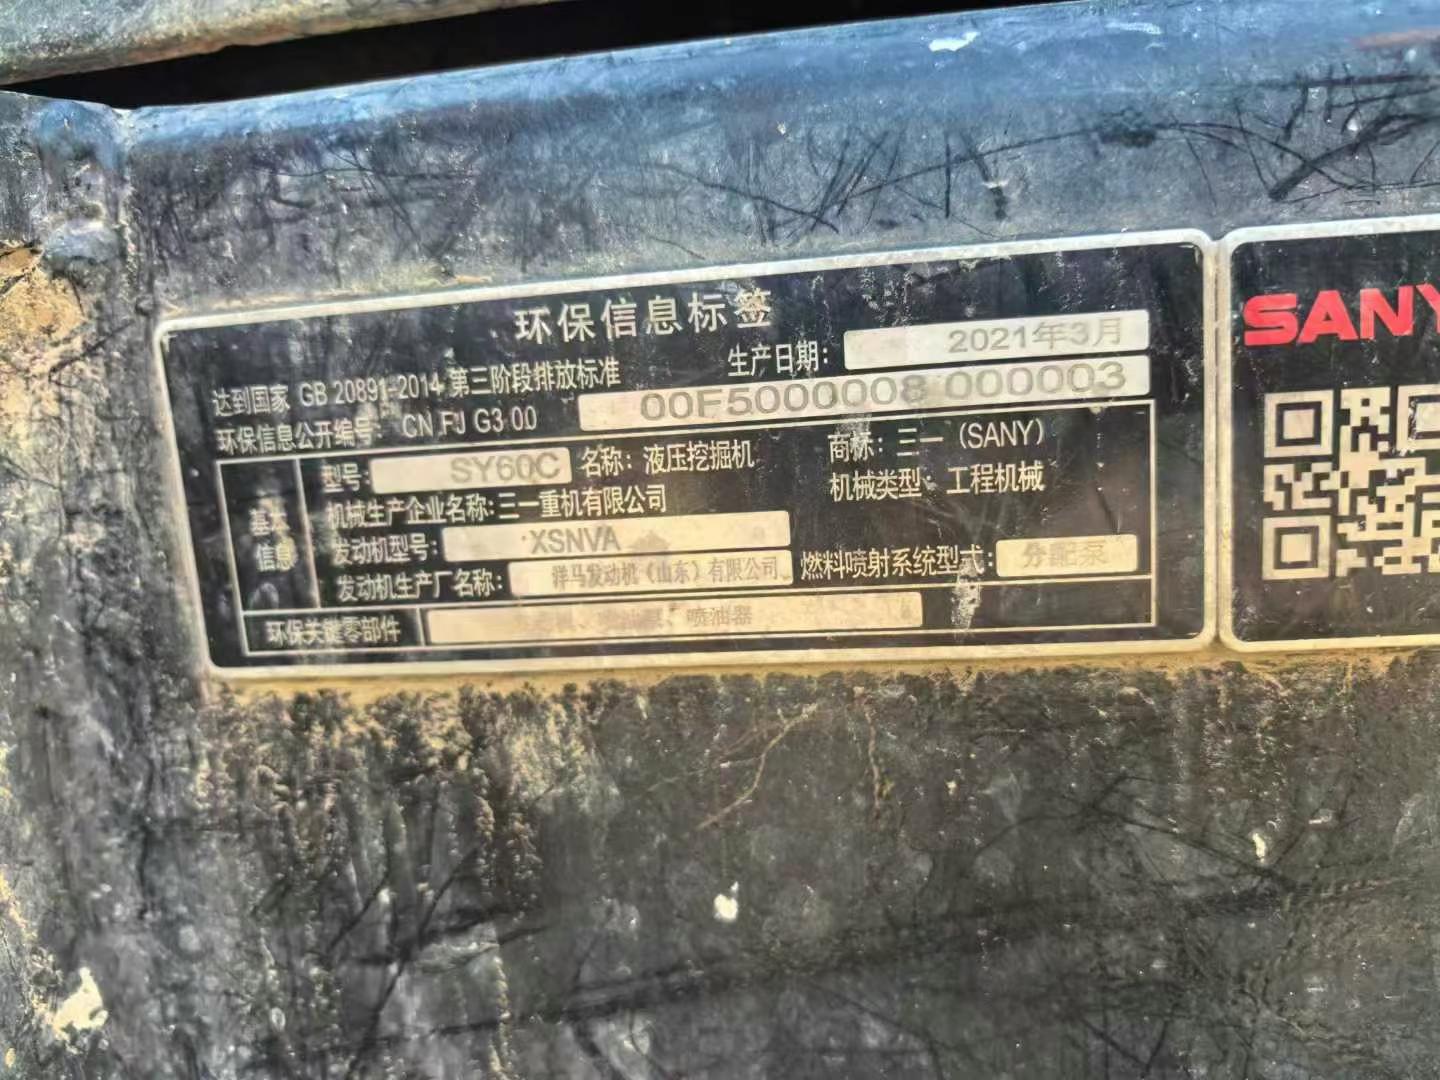 环保信息标签
达到国家 GB 20891-2014 第三阶段排放标准 生产日期: 2021年3月
环保信息公开编号: CN FJ G3 00 00F5000008 000003
基本信息
型号: SY60C 名称: 液压挖掘机 商标: 三一 (SANY)
机械生产企业名称: 三一重机有限公司 机械类型: 工程机械
发动机型号: XSNVA
发动机生产厂名称: 洋马发动机（山东）有限公司 燃料喷射系统型式: 分配泵
环保关键零部件 、喷油泵、喷油器
SANY